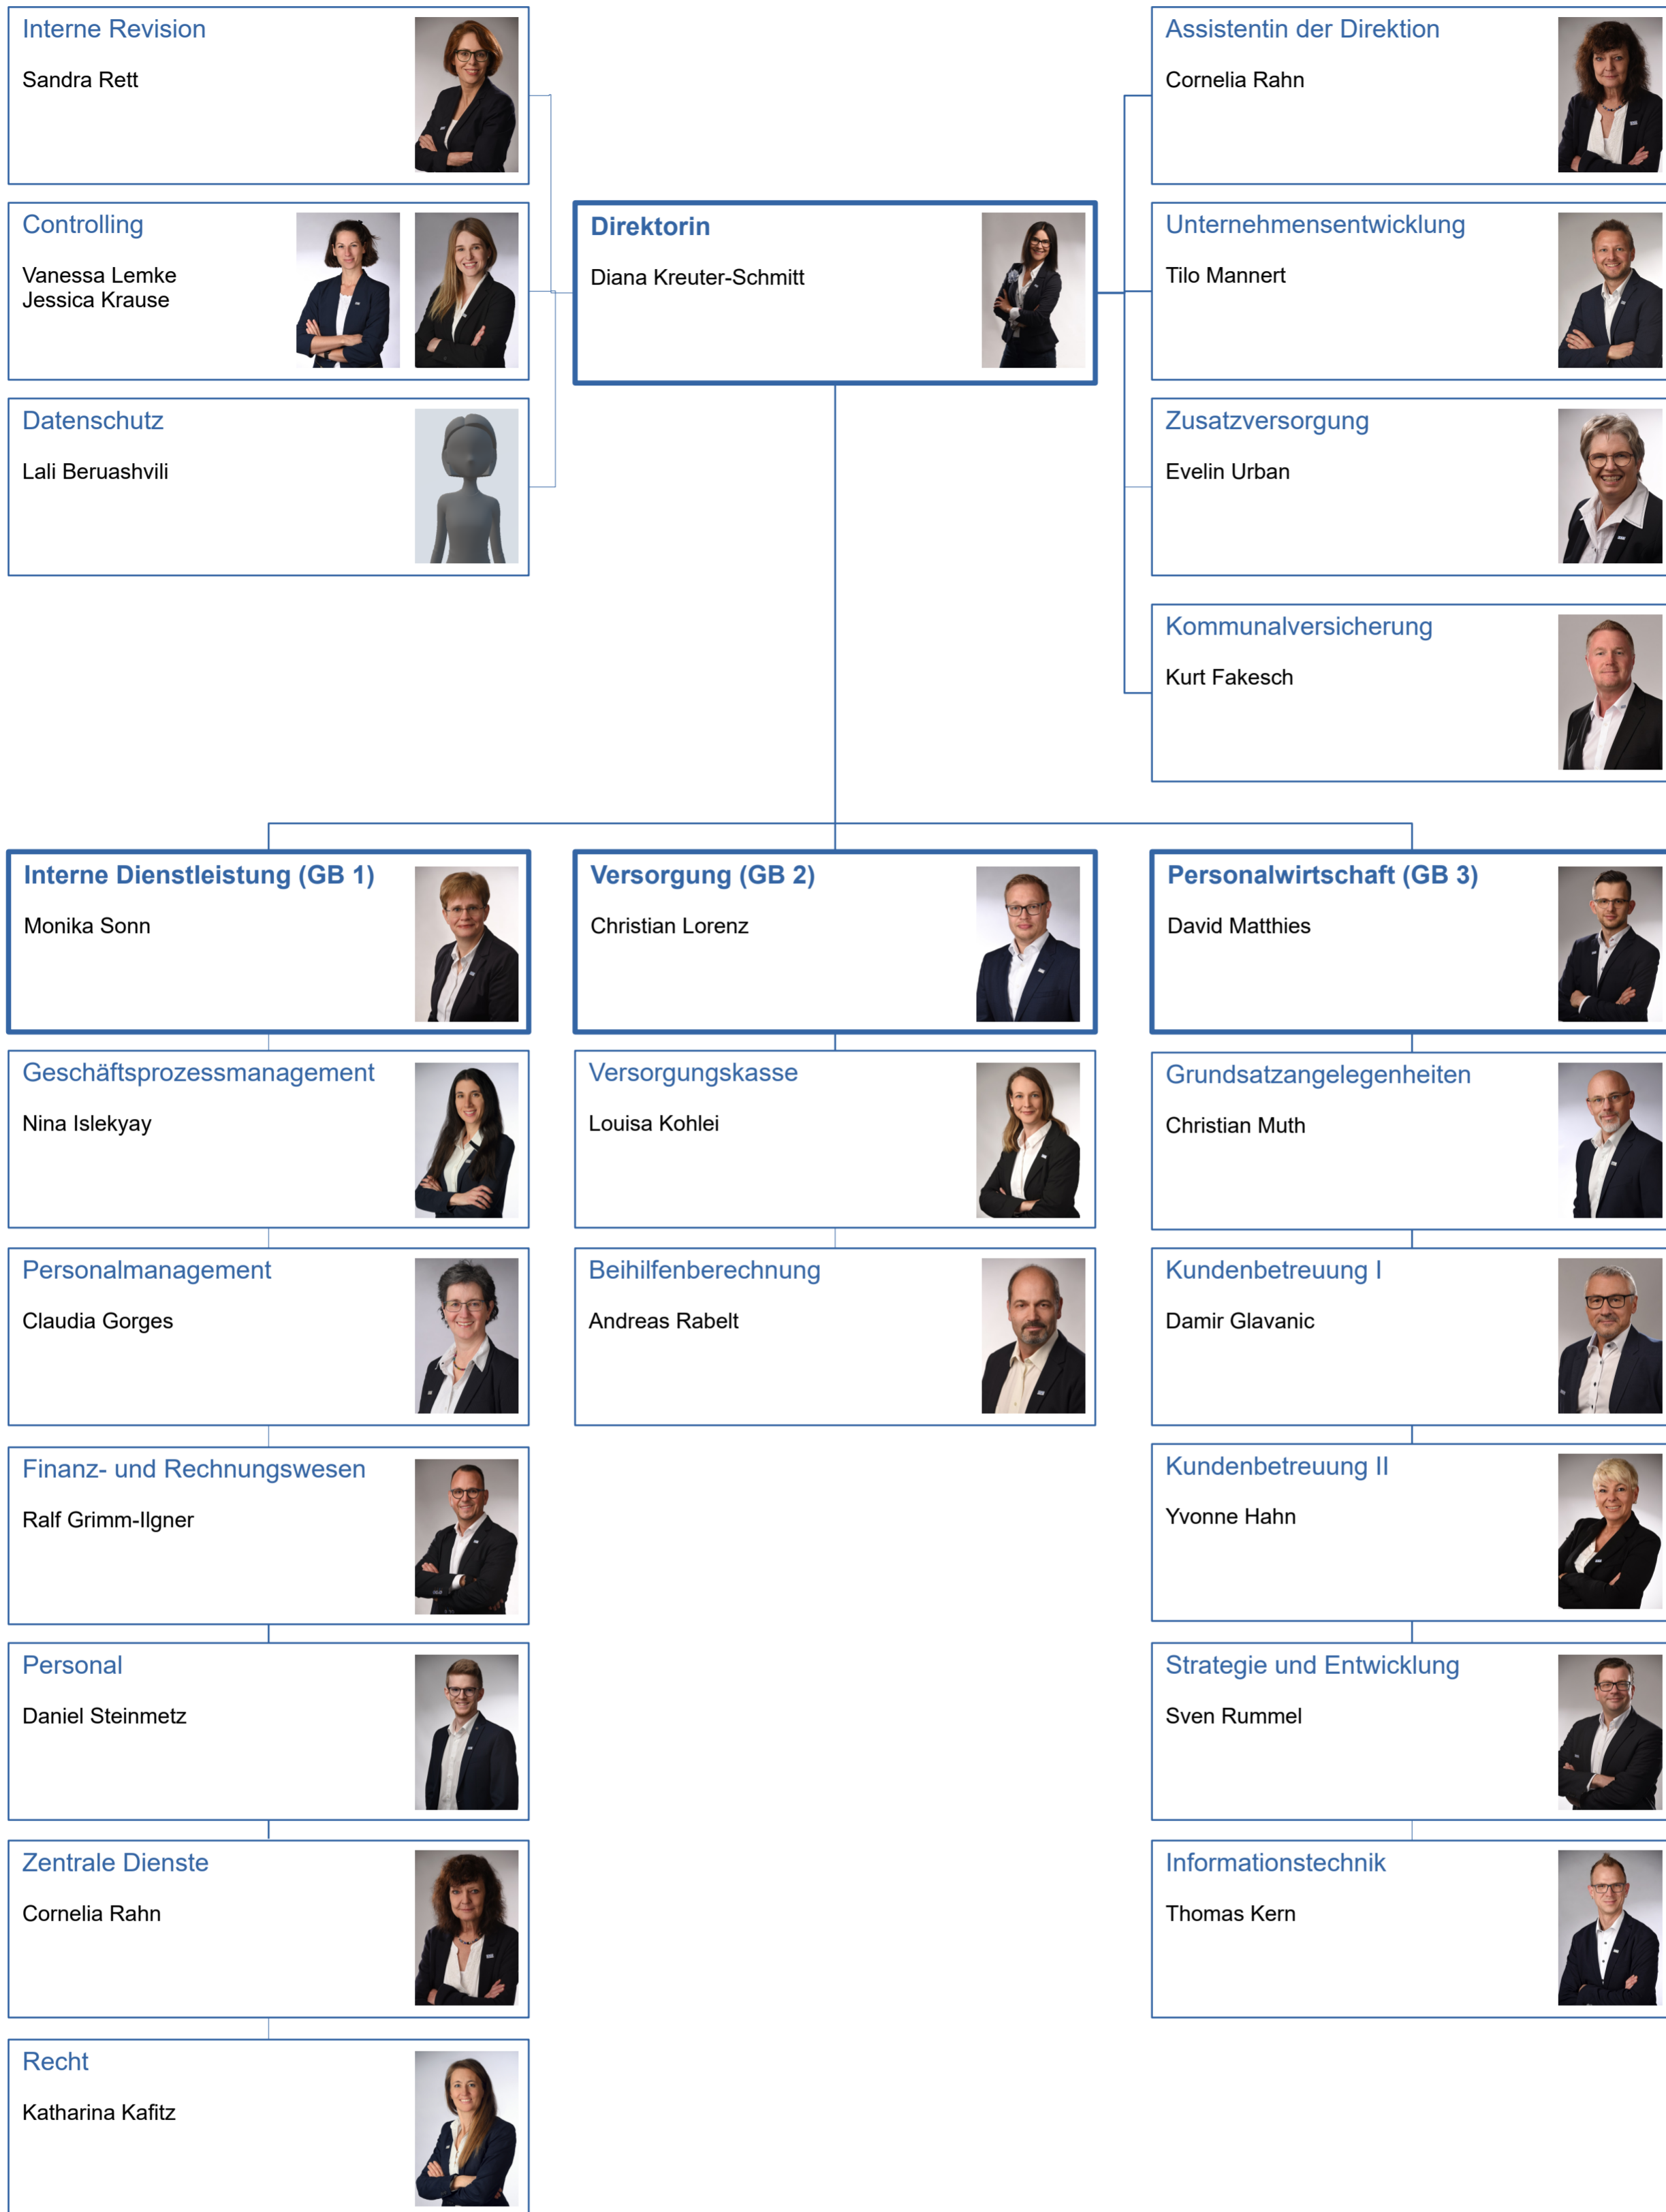 Interne Revision
Sandra Rett
Assistentin der Direktion
Cornelia Rahn
Controlling
Vanessa Lemke
Jessica Krause
Direktorin
Diana Kreuter-Schmitt
Unternehmensentwicklung
Tilo Mannert
Datenschutz
Lali Beruashvili
Zusatzversorgung
Evelin Urban
Kommunalversicherung
Kurt Fakesch
Interne Dienstleistung (GB 1)
Monika Sonn
Versorgung (GB 2)
Christian Lorenz
Personalwirtschaft (GB 3)
David Matthies
Geschäftsprozessmanagement
Nina Islekyay
Versorgungskasse
Louisa Kohlei
Grundsatzangelegenheiten
Christian Muth
Personalmanagement
Claudia Gorges
Beihilfenberechnung
Andreas Rabelt
Kundenbetreuung I
Damir Glavanic
Finanz- und Rechnungswesen
Ralf Grimm-Ilgner
Kundenbetreuung II
Yvonne Hahn
Personal
Daniel Steinmetz
Strategie und Entwicklung
Sven Rummel
Zentrale Dienste
Cornelia Rahn
Informationstechnik
Thomas Kern
Recht
Katharina Kafitz